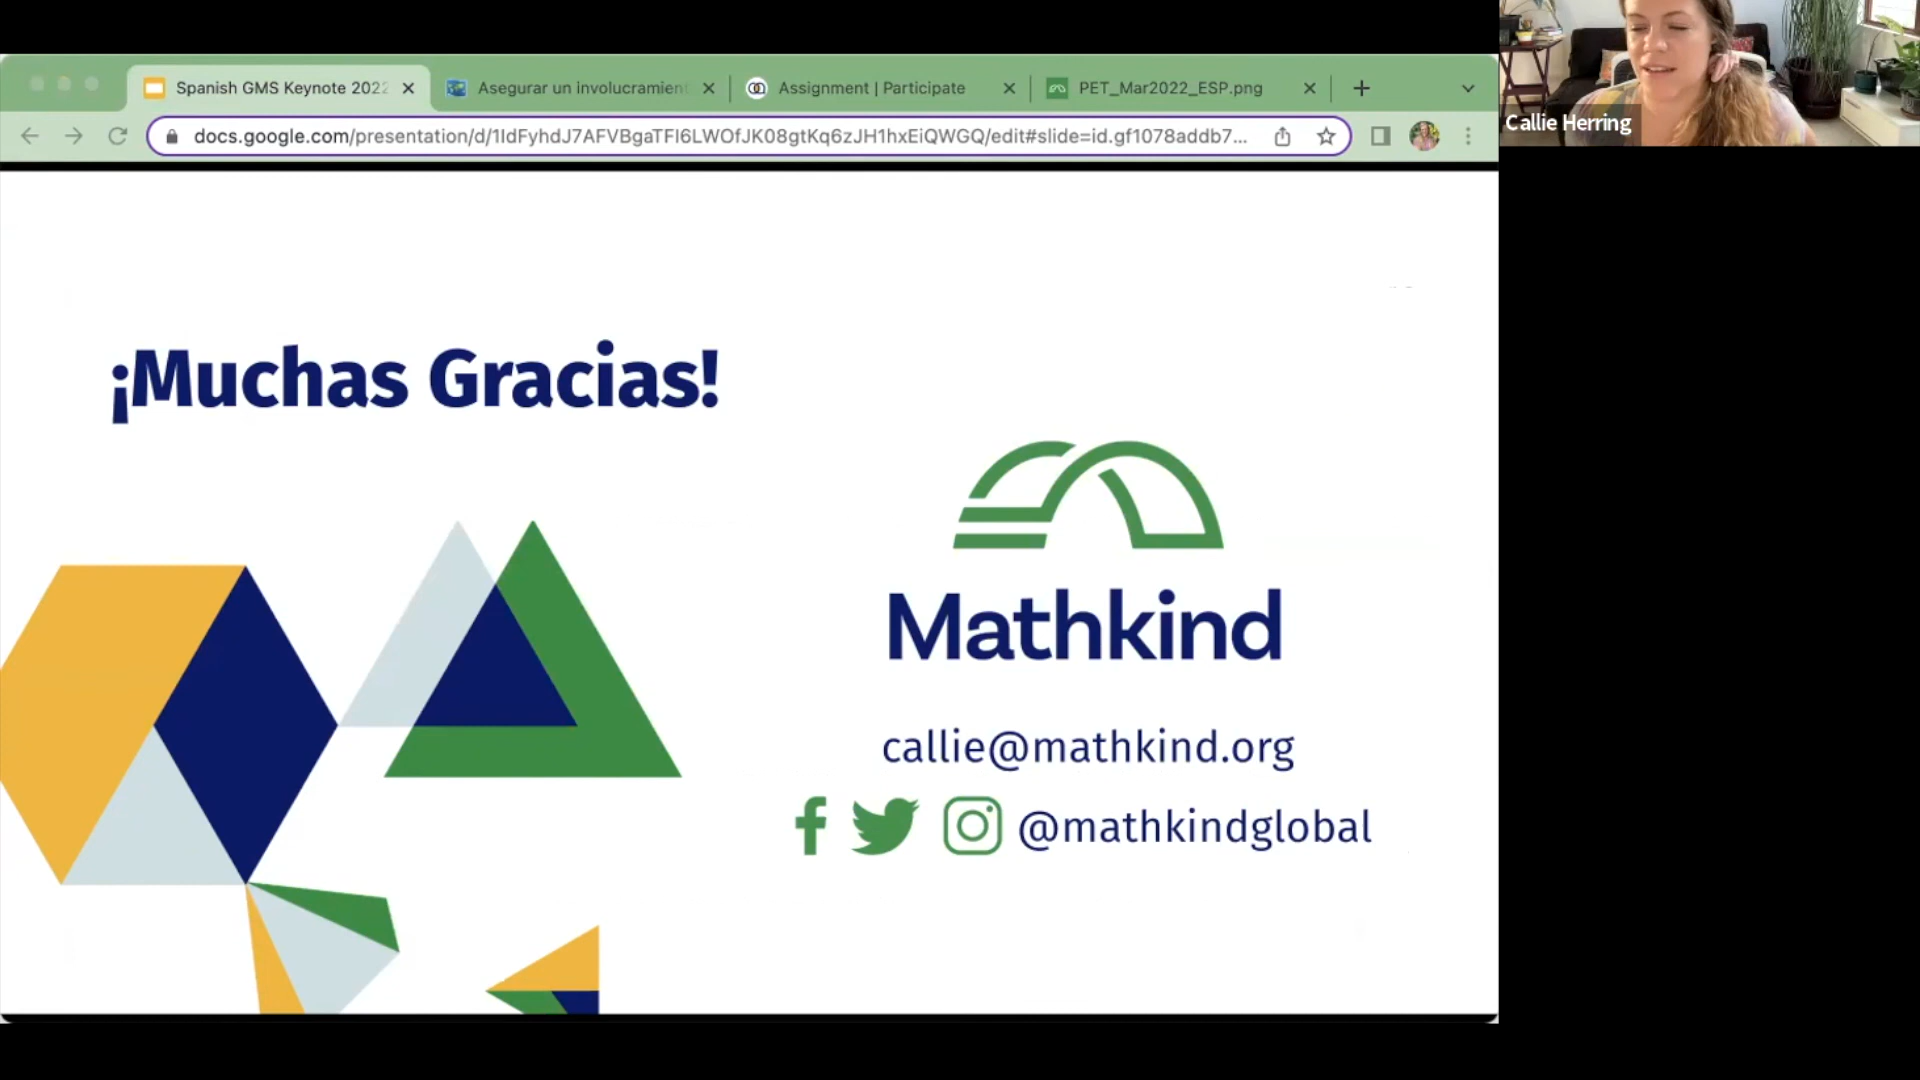 Spanish GMS Keynote 2022
Asegurar un involucramien
Assignment | Participate
PET_Mar2022_ESP.png
docs.google.com/presentation/d/1IdFyhdJ7AFVBgaTFI6LWOfJK08gtKq6zJH1hxEiQWGQ/edit#slide=id.gf1078addb7...
Callie Herring
¡Muchas Gracias!
Mathkind
callie@mathkind.org
@mathkindglobal